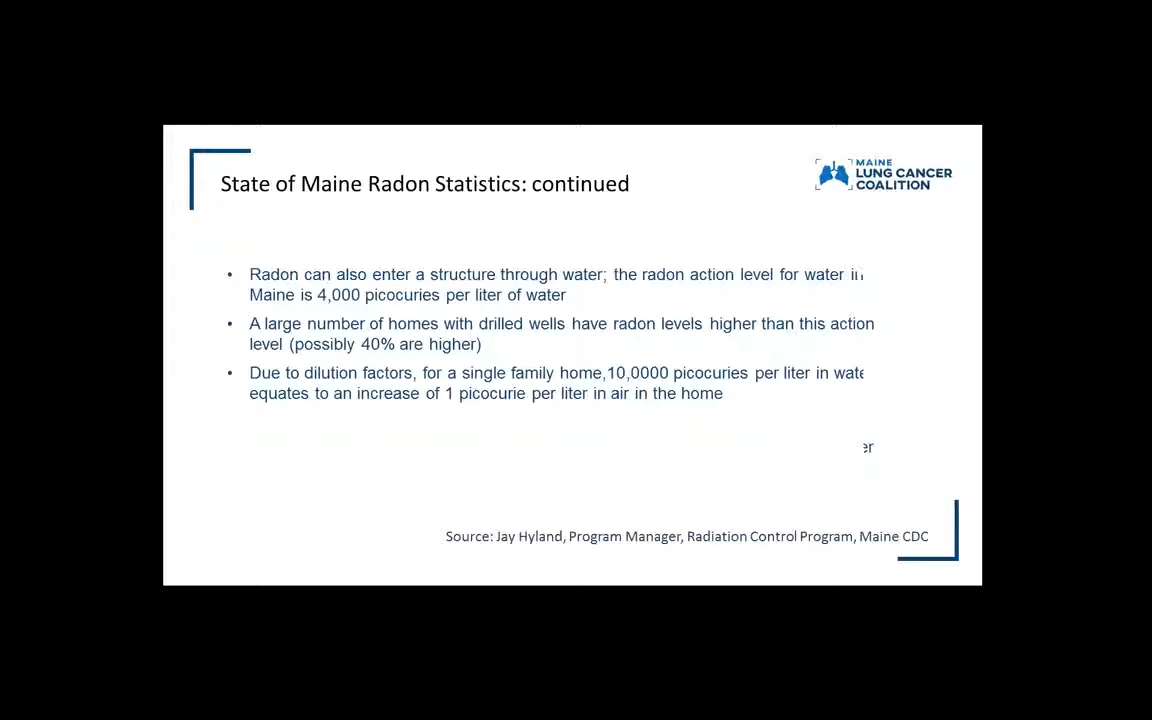 State of Maine Radon Statistics: continued
MAINE
LUNG CANCER
COALITION
• Radon can also enter a structure through water; the radon action level for water in
Maine is 4,000 picocuries per liter of water
• A large number of homes with drilled wells have radon levels higher than this action
level (possibly 40% are higher)
• Due to dilution factors, for a single family home,10,0000 picocuries per liter in
equates to an increase of 1 picocurie per liter in air in the home
Source: Jay Hyland, Program Manager, Radiation Control Program, Maine CDC